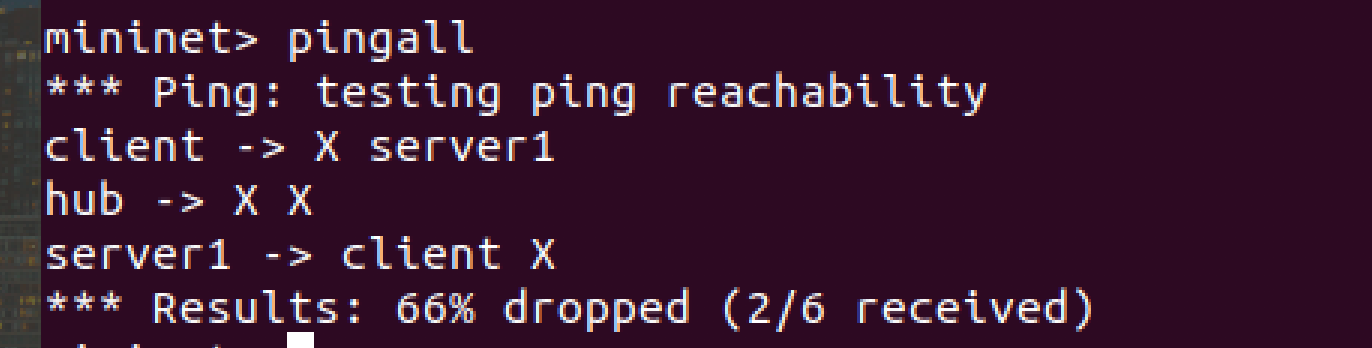 mininet> pingall
*** Ping: testing ping reachability
client -> X server1
hub -> X X
server1 -> client X
*** Results: 66% dropped (2/6 received)